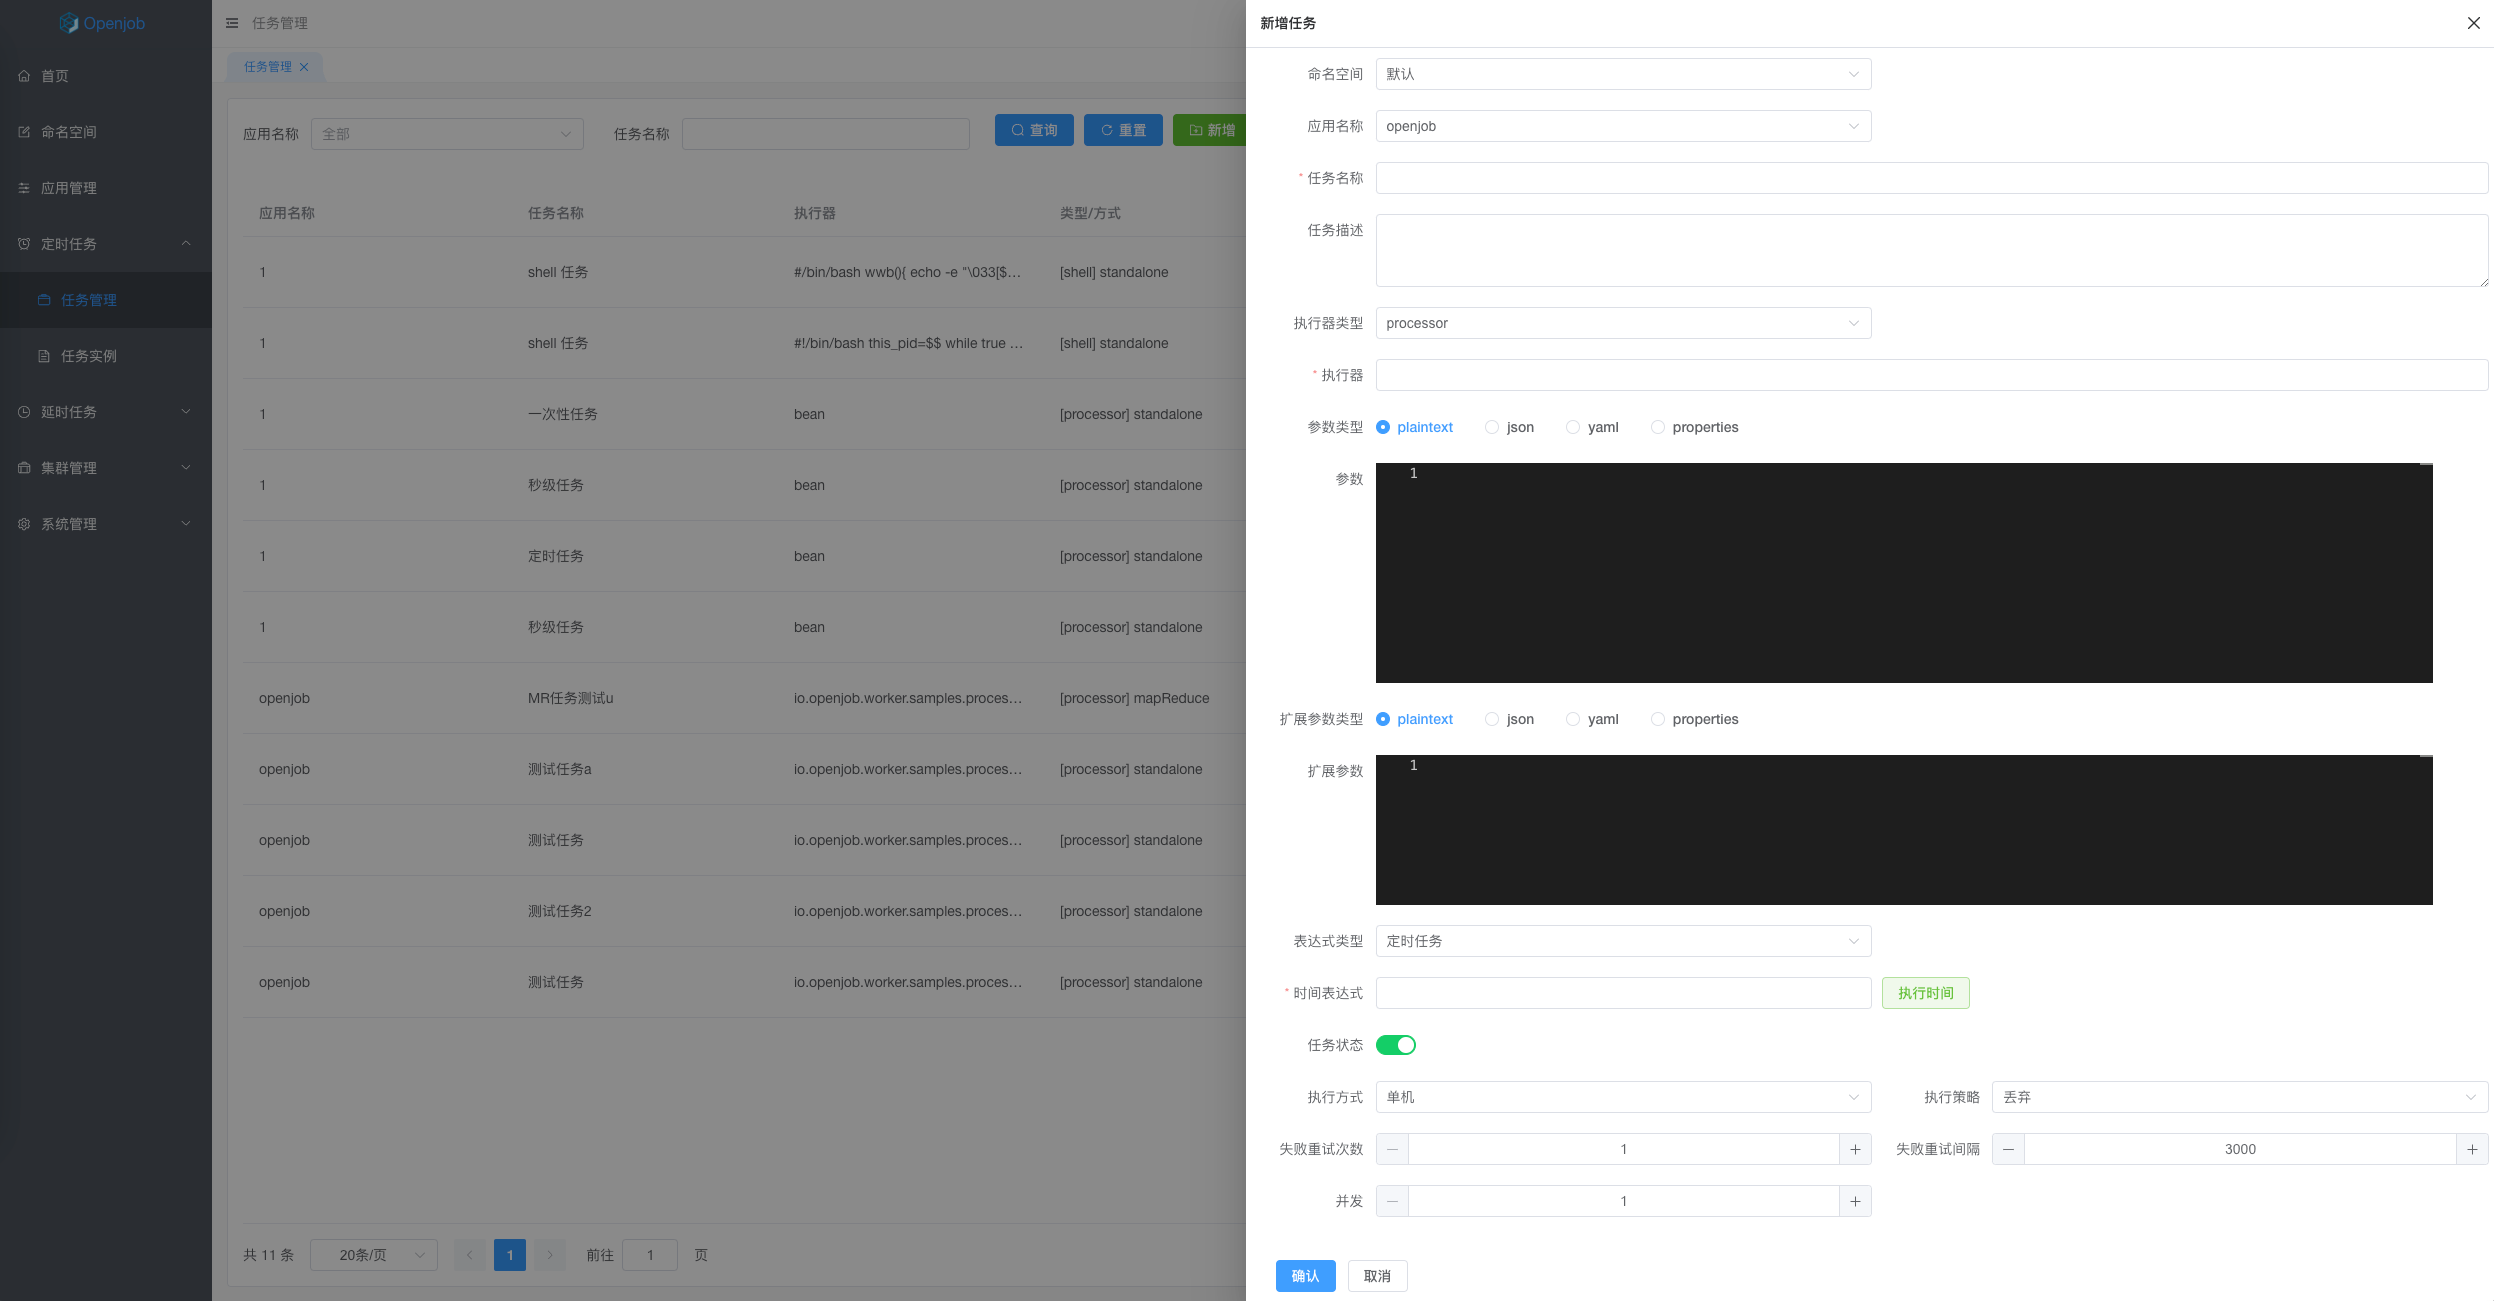 Openjob
首页
命名空间
应用管理
定时任务
任务管理
任务实例
延时任务
集群管理
系统管理
任务管理
任务管理
应用名称 全部 任务名称 查询 重置 新增
应用名称 任务名称 执行器 类型/方式
1 shell 任务 #/bin/bash wwb(){ echo -e "\033[$... [shell] standalone
1 shell 任务 #!/bin/bash this_pid=$$ while true ... [shell] standalone
1 一次性任务 bean [processor] standalone
1 秒级任务 bean [processor] standalone
1 定时任务 bean [processor] standalone
1 秒级任务 bean [processor] standalone
openjob MR任务测试u io.openjob.worker.samples.proces... [processor] mapReduce
openjob 测试任务a io.openjob.worker.samples.proces... [processor] standalone
openjob 测试任务 io.openjob.worker.samples.proces... [processor] standalone
openjob 测试任务2 io.openjob.worker.samples.proces... [processor] standalone
openjob 测试任务 io.openjob.worker.samples.proces... [processor] standalone
共 11 条 20条/页 1 前往 1 页
新增任务
命名空间 默认
应用名称 openjob
* 任务名称
任务描述
执行器类型 processor
* 执行器
参数类型 plaintext json yaml properties
参数 1
扩展参数类型 plaintext json yaml properties
扩展参数 1
表达式类型 定时任务
* 时间表达式 执行时间
任务状态
执行方式 单机 执行策略 丢弃
失败重试次数 1 失败重试间隔 3000
并发 1
确认 取消